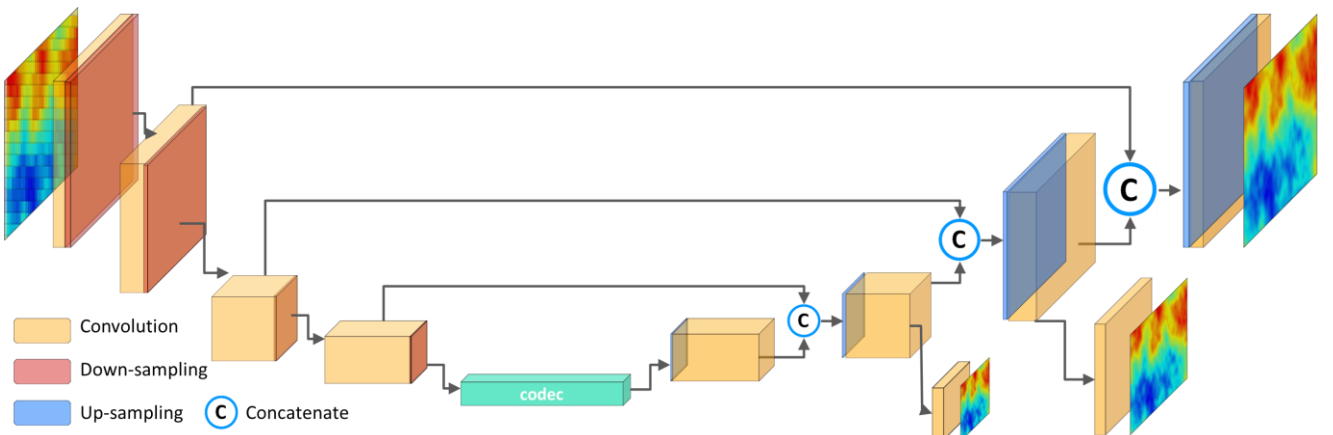 C
C
C
Convolution
Down-sampling
codec
Up-sampling
C Concatenate